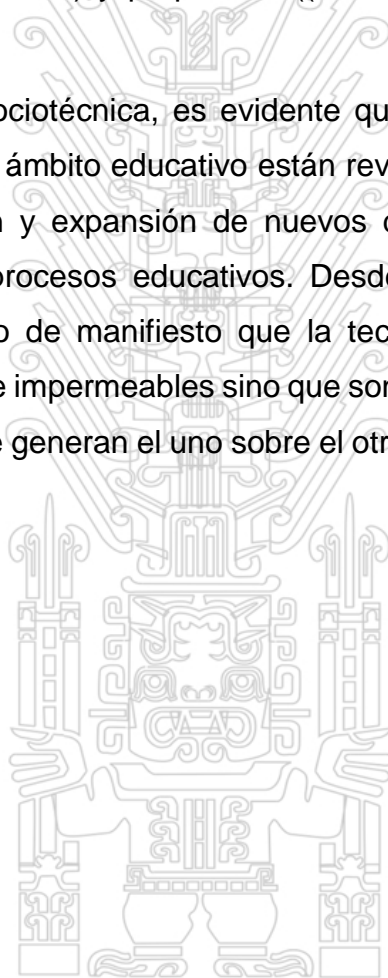 ociotécnica, es evidente qu
ámbito educativo están rev
n y expansión de nuevos
procesos educativos. Desd
o de manifiesto que la tec
e impermeables sino que son
e generan el uno sobre el otr